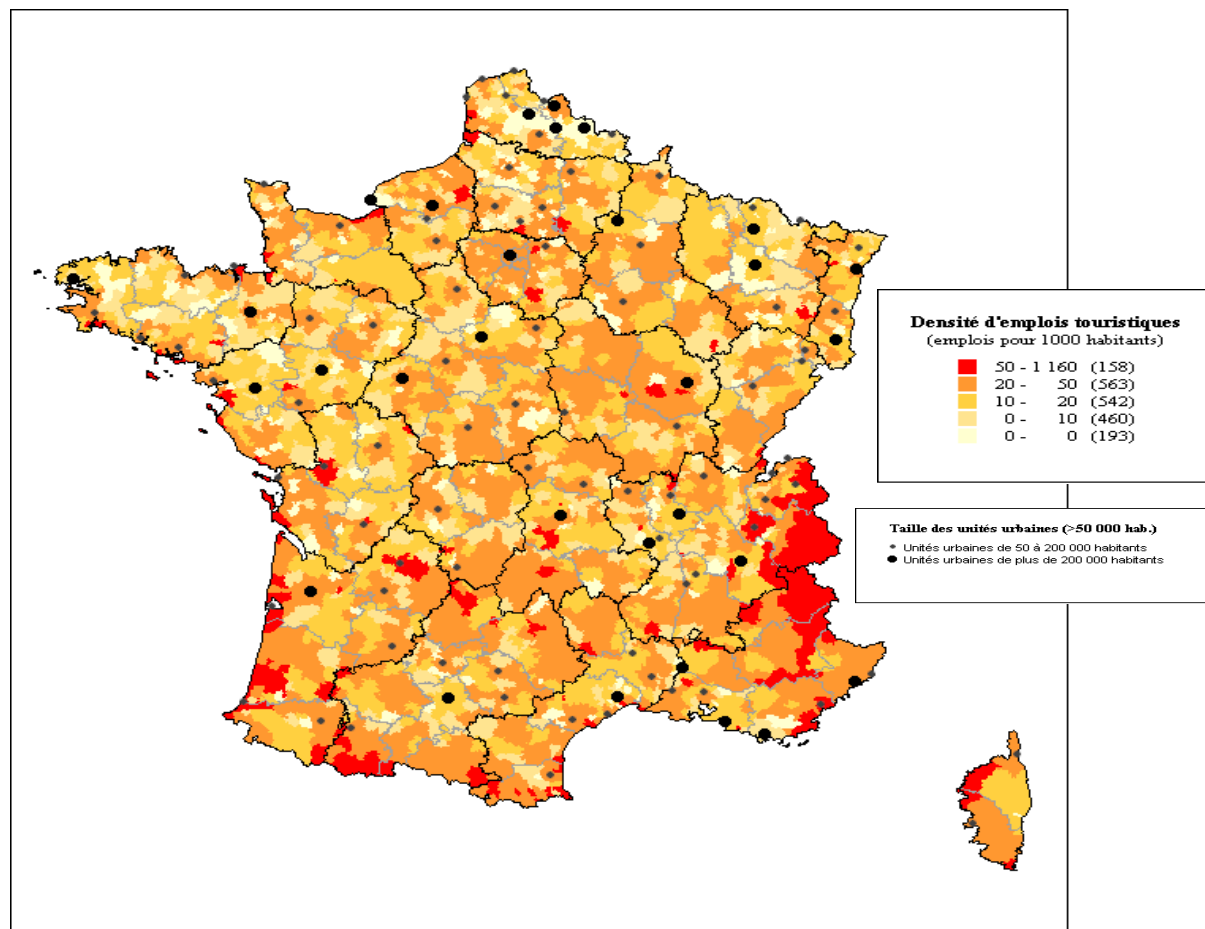 Densité d'emplois touristiques
(emplois pour 1000 habitants)
50 - 1 160 (158)
20 - 50 (563)
10 - 20 (542)
0 - 10 (460)
0 - 0 (193)
Taille des unités urbaines (>50 000 hab.)
Unités urbaines de 50 à 200 000 habitants
Unités urbaines de plus de 200 000 habitants